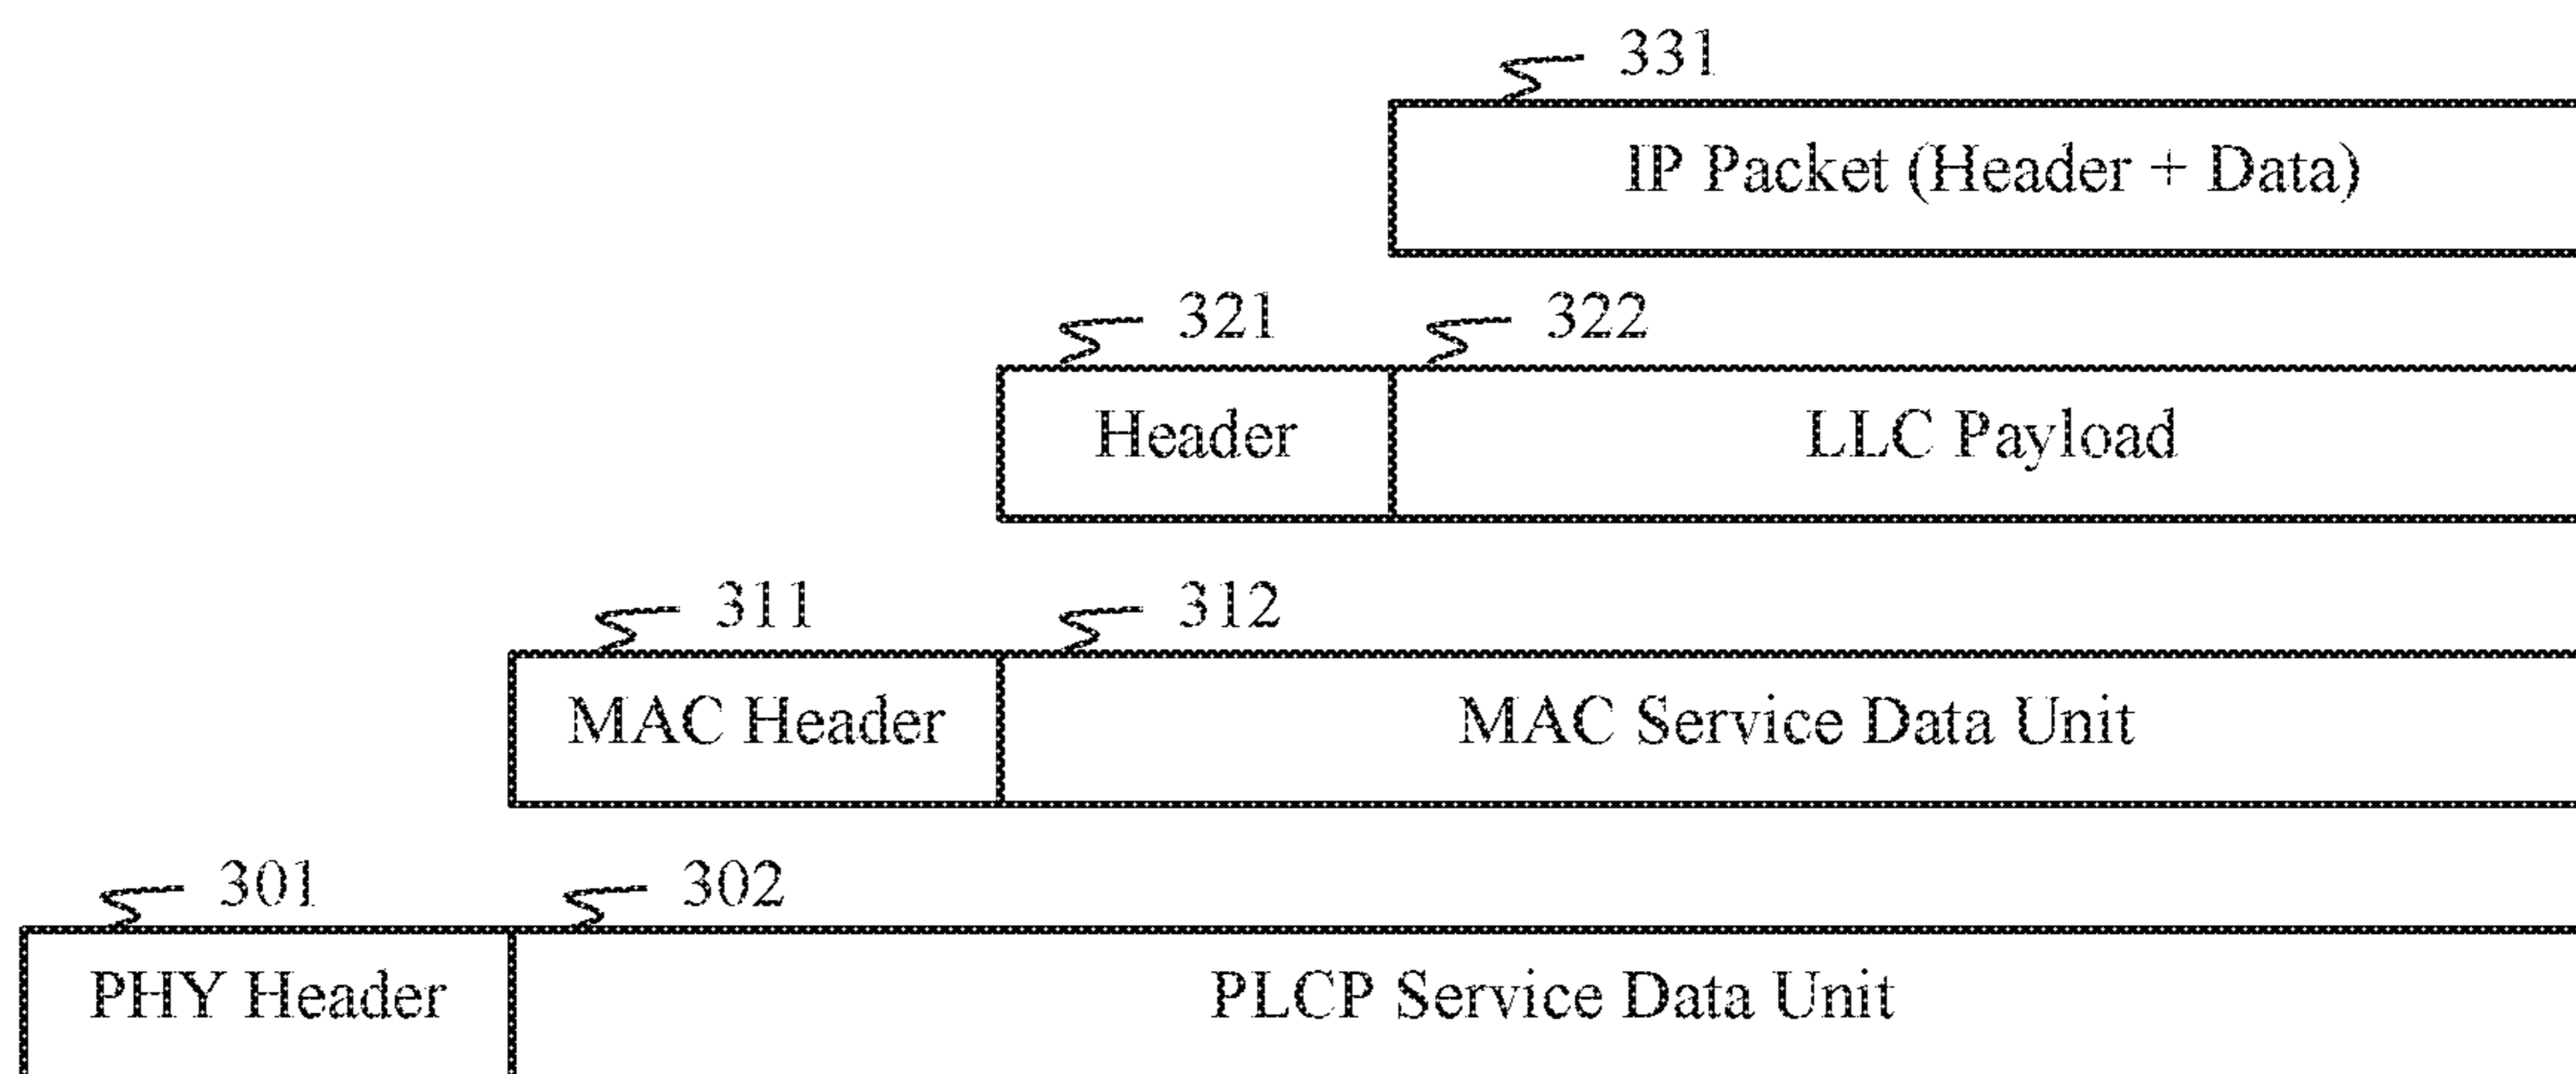 331
IP Packet (Header + Data)
321 322
Header LLC Payload
311 312
MAC Header MAC Service Data Unit
301 302
PHY Header PLCP Service Data Unit